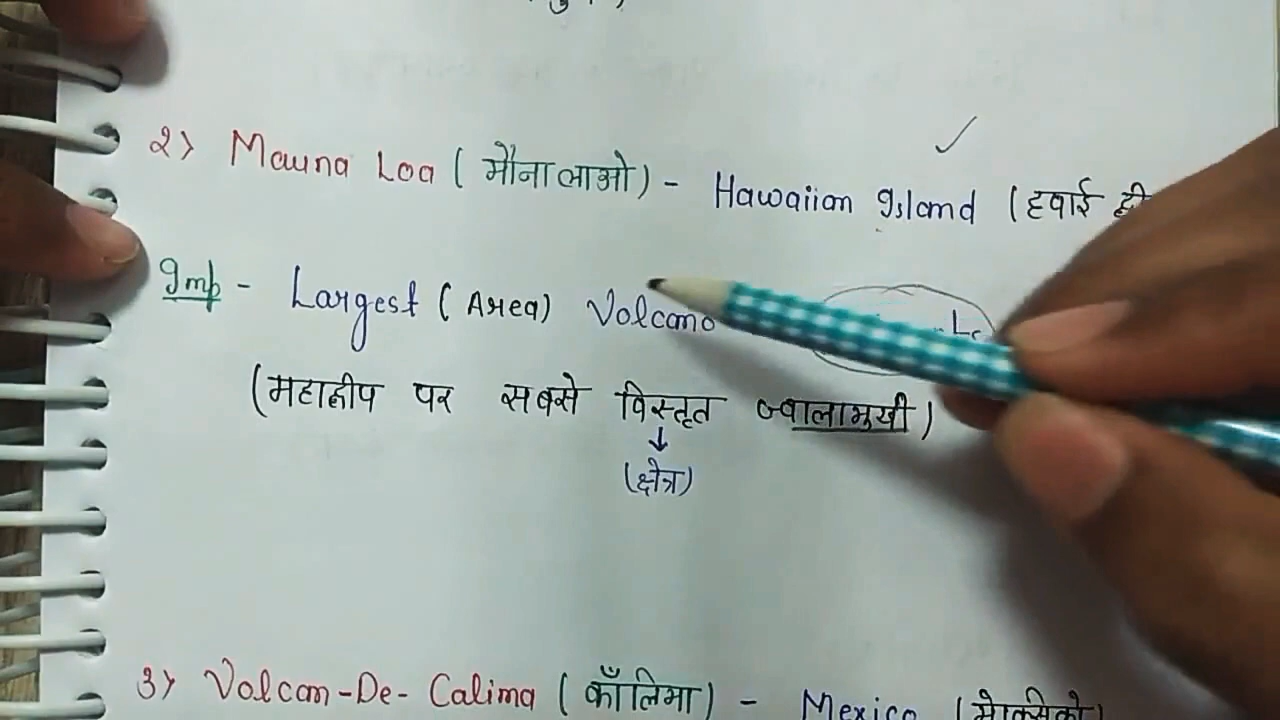 2> Mauna Loa (मौना लाओ) - Hawaiian Island (हवाई
Imp - Largest (Area) Volcano
(महाद्वीप पर सबसे विस्तृत ज्वालामुखी)
↓
(क्षेत्र)
3> Volcan-De-Calima (कॉलिमा) - Mexico (मेक्सिको)